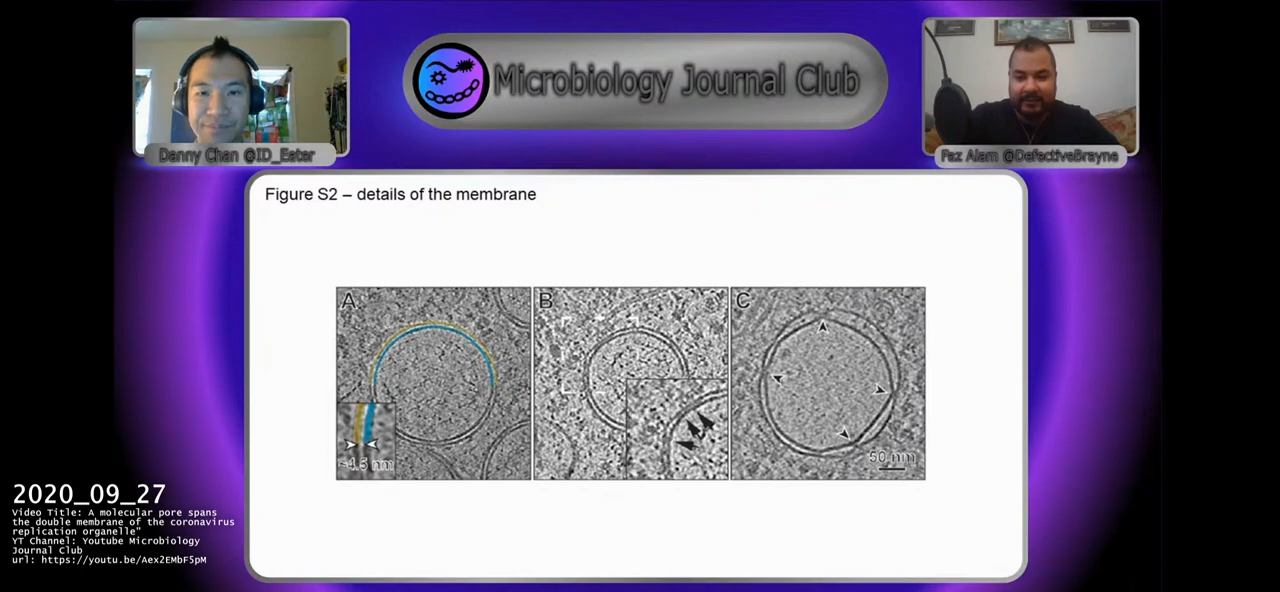 Microbiology Journal Club
Danny Chan @ID_Eater
Faz Alam @DefectiveBrayne
Figure S2 – details of the membrane
A
B
C
~4.5 nm
50 nm
2020_09_27
Video Title: A molecular pore spans
the double membrane of the coronavirus
replication organelle"
YT Channel: Youtube Microbiology
Journal Club
url: https://youtu.be/Aex2EMbF5pM